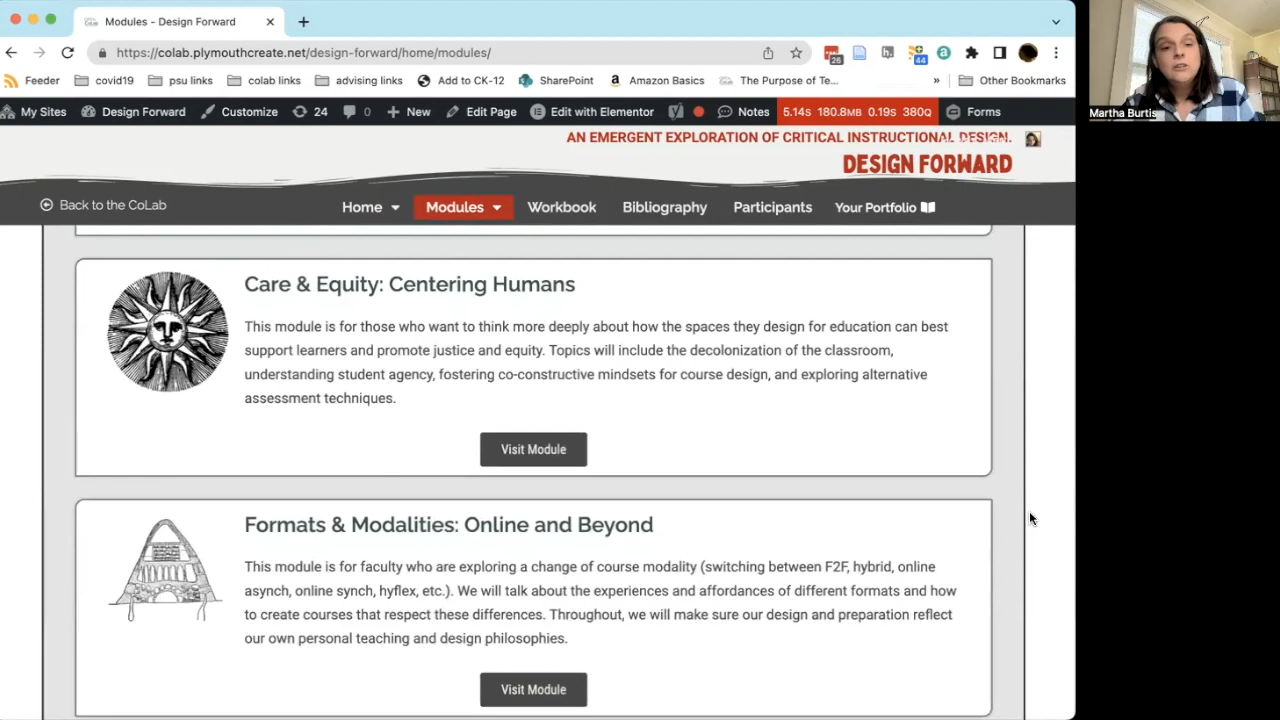 Modules - Design Forward
https://colab.plymouthcreate.net/design-forward/home/modules/
26
44
Feeder covid19 psu links colab links advising links Add to CK-12 SharePoint Amazon Basics The Purpose of Te... » Other Bookmarks
My Sites Design Forward Customize 24 0 New Edit Page Edit with Elementor Notes 5.14S 180.8MB 0.19S 380Q Forms
Martha Burtis
AN EMERGENT EXPLORATION OF CRITICAL INSTRUCTIONAL DESIGN.
DESIGN FORWARD
Back to the CoLab Home Modules Workbook Bibliography Participants Your Portfolio
Care & Equity: Centering Humans
This module is for those who want to think more deeply about how the spaces they design for education can best
support learners and promote justice and equity. Topics will include the decolonization of the classroom,
understanding student agency, fostering co-constructive mindsets for course design, and exploring alternative
assessment techniques.
Visit Module
Formats & Modalities: Online and Beyond
This module is for faculty who are exploring a change of course modality (switching between F2F, hybrid, online
asynch, online synch, hyflex, etc.). We will talk about the experiences and affordances of different formats and how
to create courses that respect these differences. Throughout, we will make sure our design and preparation reflect
our own personal teaching and design philosophies.
Visit Module